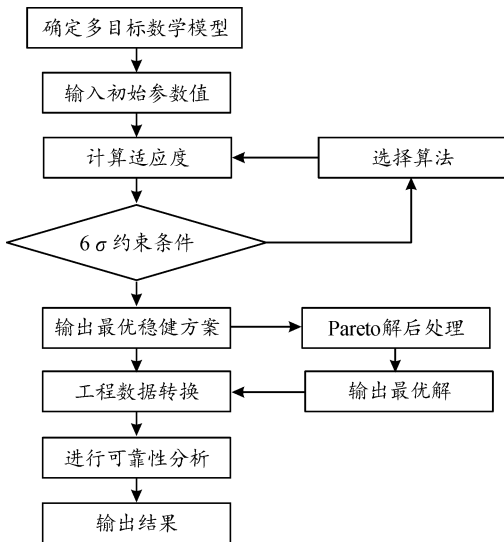 确定多目标数学模型
输入初始参数值
计算适应度
选择算法
6σ约束条件
输出最优稳健方案
Pareto解后处理
工程数据转换
输出最优解
进行可靠性分析
输出结果